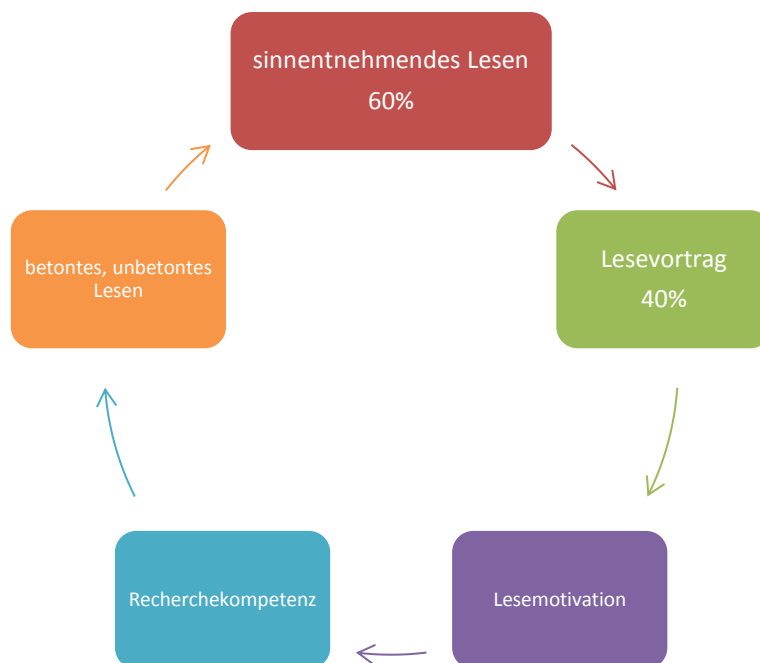 sinnentnehmendes Lesen
60%
Lesevortrag
40%
Lesemotivation
Recherchekompetenz
betontes, unbetontes
Lesen